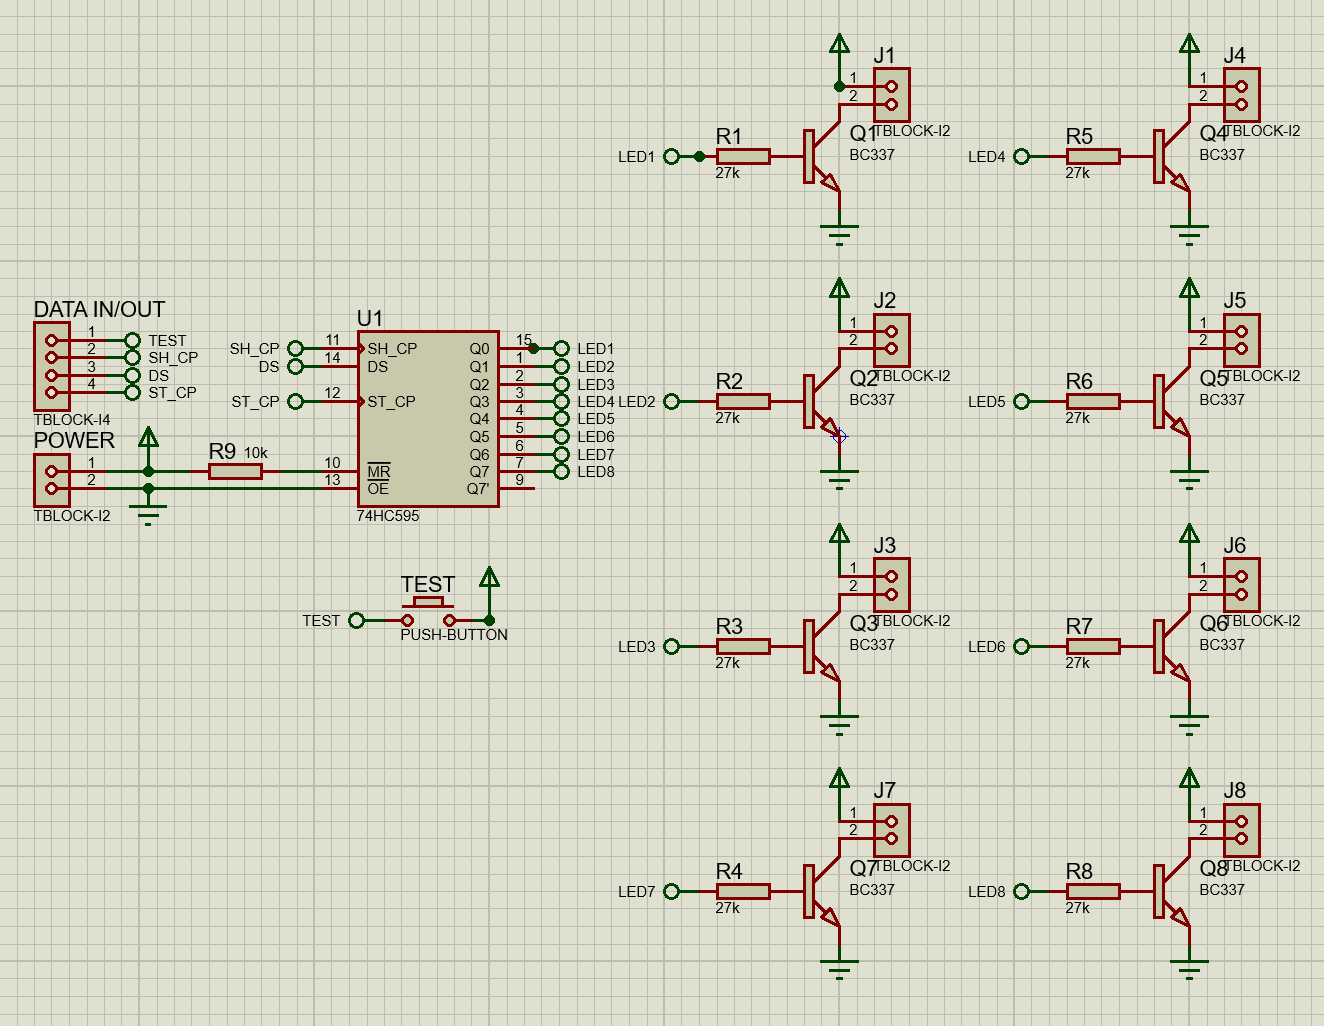 DATA IN/OUT
1 TEST
2 SH_CP
3 DS
4 ST_CP
TBLOCK-I4
POWER
1
2
TBLOCK-I2
R9 10k
U1
SH_CP 11 SH_CP Q0 15 LED1
DS 14 DS Q1 1 LED2
Q2 2 LED3
ST_CP 12 ST_CP Q3 3 LED4
Q4 4 LED5
Q5 5 LED6
Q6 6 LED7
10 MR Q7 7 LED8
13 OE Q7' 9
74HC595
TEST
TEST
PUSH-BUTTON
J1
1
2
TBLOCK-I2
Q1
BC337
LED1
R1
27k
J4
1
2
TBLOCK-I2
Q4
BC337
LED4
R5
27k
J2
1
2
TBLOCK-I2
Q2
BC337
LED2
R2
27k
J5
1
2
TBLOCK-I2
Q5
BC337
LED5
R6
27k
J3
1
2
TBLOCK-I2
Q3
BC337
LED3
R3
27k
J6
1
2
TBLOCK-I2
Q6
BC337
LED6
R7
27k
J7
1
2
TBLOCK-I2
Q7
BC337
LED7
R4
27k
J8
1
2
TBLOCK-I2
Q8
BC337
LED8
R8
27k